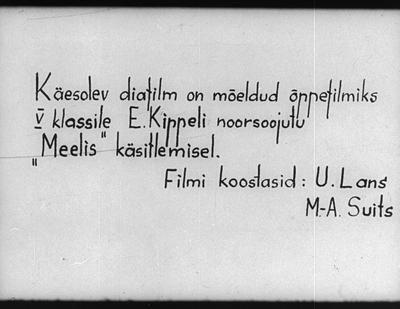 Käesolev diafilm on mõeldud õppefilmiks
V klassile E. Kippeli noorsoojutu
„Meelis" käsitlemisel.
Filmi koostasid: U. Lans
M.-A. Suits